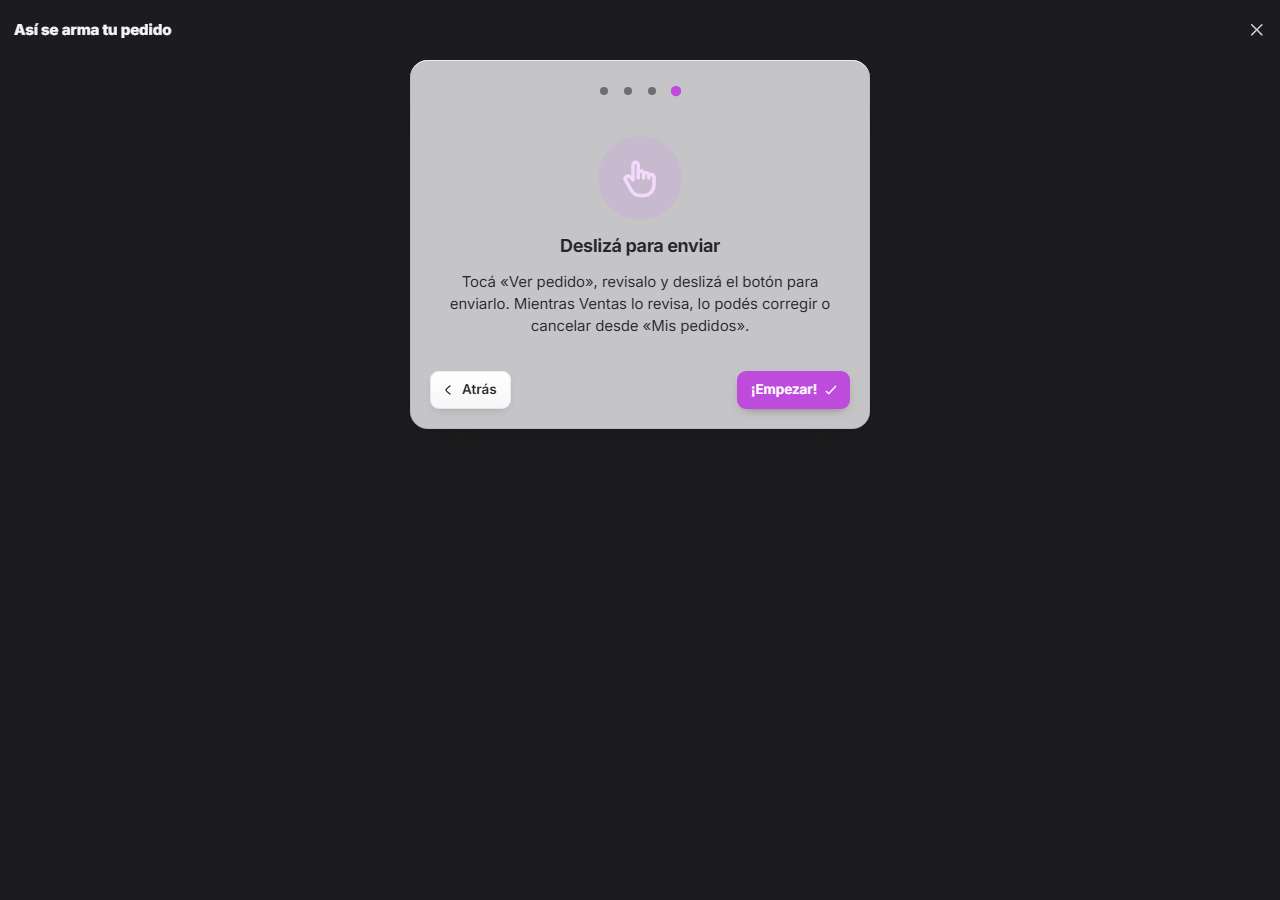 Así se arma tu pedido
Deslizá para enviar
Tocá «Ver pedido», revisalo y deslizá el botón para
enviarlo. Mientras Ventas lo revisa, lo podés corregir o
cancelar desde «Mis pedidos».
Atrás
¡Empezar!